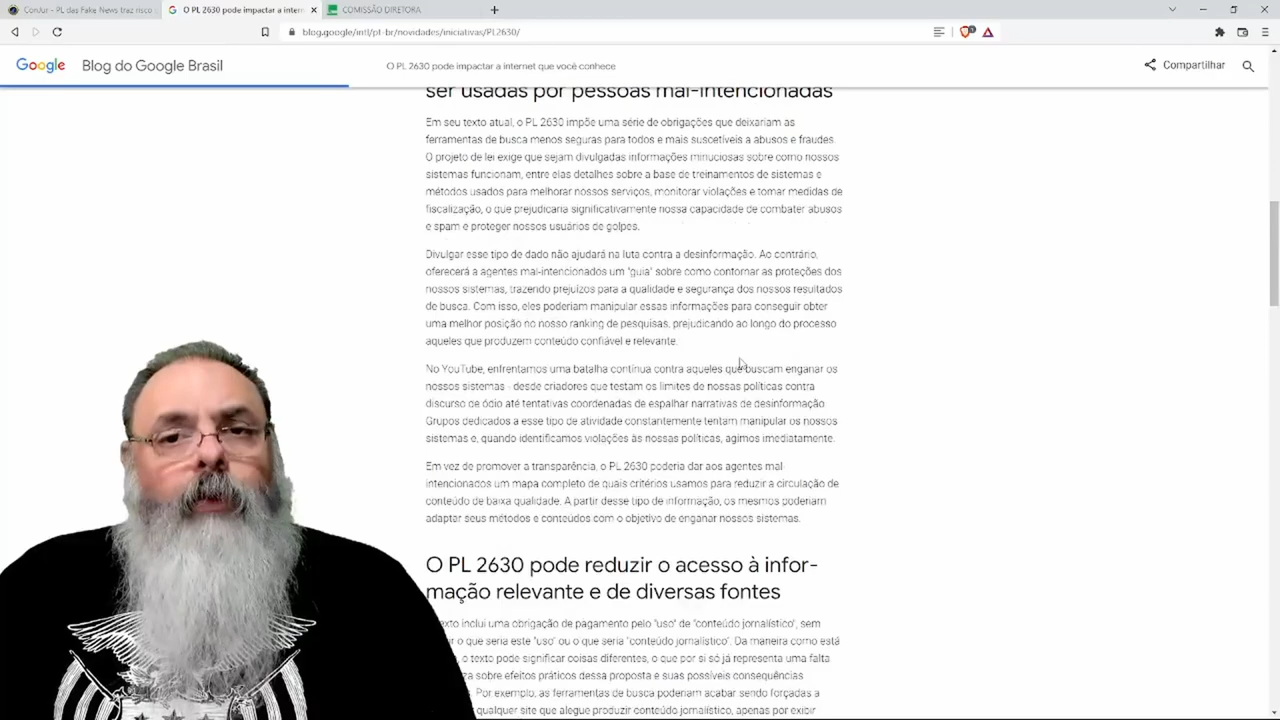 ConJur - PL das Fake News traz risco
O PL 2630 pode impactar a intern
COMISSÃO DIRETORA
blog.google/intl/pt-br/novidades/iniciativas/PL2630/
Google Blog do Google Brasil
O PL 2630 pode impactar a internet que você conhece
Compartilhar
ser usadas por pessoas mal-intencionadas
Em seu texto atual, o PL 2630 impõe uma série de obrigações que deixariam as
ferramentas de busca menos seguras para todos e mais suscetíveis a abusos e fraudes.
O projeto de lei exige que sejam divulgadas informações minuciosas sobre como nossos
sistemas funcionam, entre elas detalhes sobre a base de treinamentos de sistemas e
métodos usados para melhorar nossos serviços, monitorar violações e tomar medidas de
fiscalização, o que prejudicaria significativamente nossa capacidade de combater abusos
e spam e proteger nossos usuários de golpes.
Divulgar esse tipo de dado não ajudará na luta contra a desinformação. Ao contrário,
oferecerá a agentes mal-intencionados um "guia" sobre como contornar as proteções dos
nossos sistemas, trazendo prejuízos para a qualidade e segurança dos nossos resultados
de busca. Com isso, eles poderiam manipular essas informações para conseguir obter
uma melhor posição no nosso ranking de pesquisas, prejudicando ao longo do processo
aqueles que produzem conteúdo confiável e relevante.
No YouTube, enfrentamos uma batalha contínua contra aqueles que buscam enganar os
nossos sistemas - desde criadores que testam os limites de nossas políticas contra
discurso de ódio até tentativas coordenadas de espalhar narrativas de desinformação.
Grupos dedicados a esse tipo de atividade constantemente tentam manipular os nossos
sistemas e, quando identificamos violações às nossas políticas, agimos imediatamente.
Em vez de promover a transparência, o PL 2630 poderia dar aos agentes mal-
intencionados um mapa completo de quais critérios usamos para reduzir a circulação de
conteúdo de baixa qualidade. A partir desse tipo de informação, os mesmos poderiam
adaptar seus métodos e conteúdos com o objetivo de enganar nossos sistemas.
O PL 2630 pode reduzir o acesso à infor-
mação relevante e de diversas fontes
exto inclui uma obrigação de pagamento pelo "uso" de "conteúdo jornalístico", sem
o que seria este "uso" ou o que seria "conteúdo jornalístico". Da maneira como está
, o texto pode significar coisas diferentes, o que por si só já representa uma falta
sobre efeitos práticos dessa proposta e suas possíveis consequências
. Por exemplo, as ferramentas de busca poderiam acabar sendo forçadas a
qualquer site que alegue produzir conteúdo jornalístico, apenas por exibir